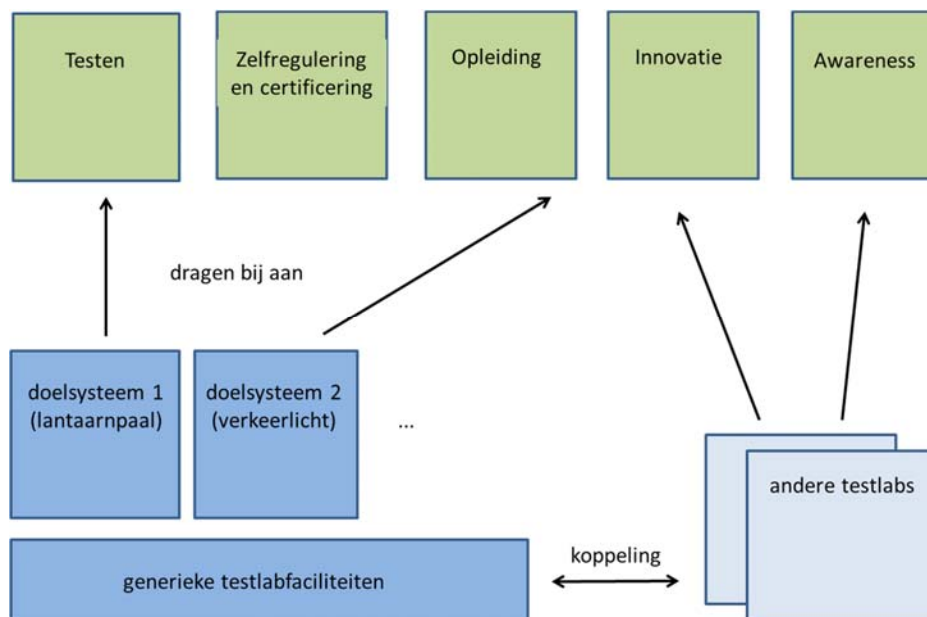 Testen
Zelfregulering
en certificering
Opleiding
Innovatie
Awareness
dragen bij aan
doelsysteem 1
(lantaarnpaal)
doelsysteem 2
(verkeerlicht)
...
andere testlabs
koppeling
generieke testlabfaciliteiten